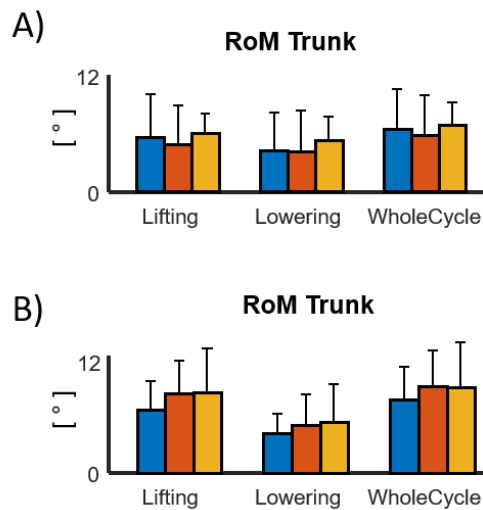 A)
RoM Trunk
12
[ ° ]
0
Lifting Lowering WholeCycle
B)
RoM Trunk
12
[ ° ]
0
Lifting Lowering WholeCycle